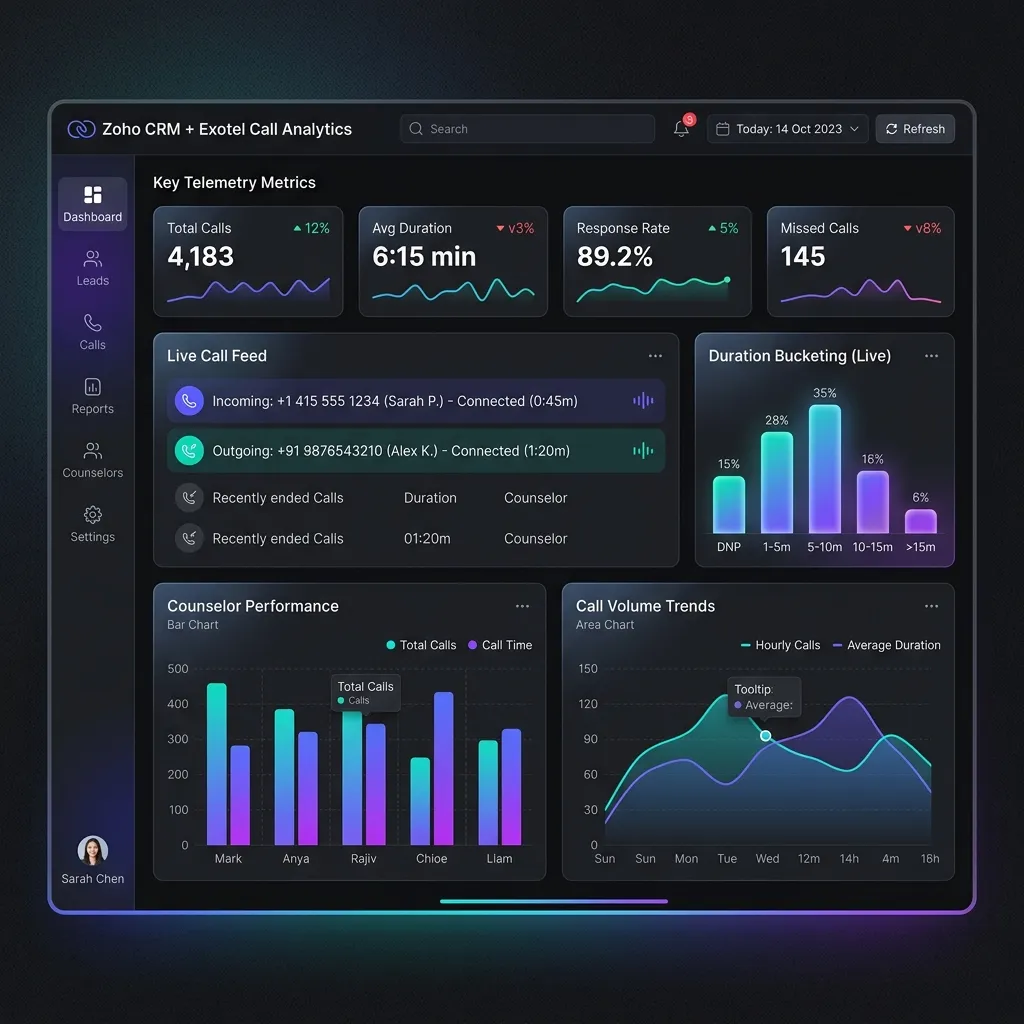 Zoho CRM + Exotel Call Analytics
Search
3
Today: 14 Oct 2023
Refresh
Dashboard
Leads
Calls
Reports
Counselors
Settings
Sarah Chen
Key Telemetry Metrics
Total Calls
12%
4,183
Avg Duration
v3%
6:15 min
Response Rate
5%
89.2%
Missed Calls
v8%
145
Live Call Feed
Incoming: +1 415 555 1234 (Sarah P.) - Connected (0:45m)
Outgoing: +91 9876543210 (Alex K.) - Connected (1:20m)
Recently ended Calls Duration Counselor
Recently ended Calls 01:20m Counselor
Duration Bucketing (Live)
15% 28% 35% 16% 6%
DNP 1-5m 5-10m 10-15m >15m
Counselor Performance
Bar Chart
Total Calls Call Time
500
400
300
200
100
0
Total Calls
Calls
Mark Anya Rajiv Chioe Llam
Call Volume Trends
Area Chart
Hourly Calls Average Duration
150
120
90
60
30
0
Tooltip:
Average:
Sun Sun Mon Tue Wed 12m 14h 4m 16h